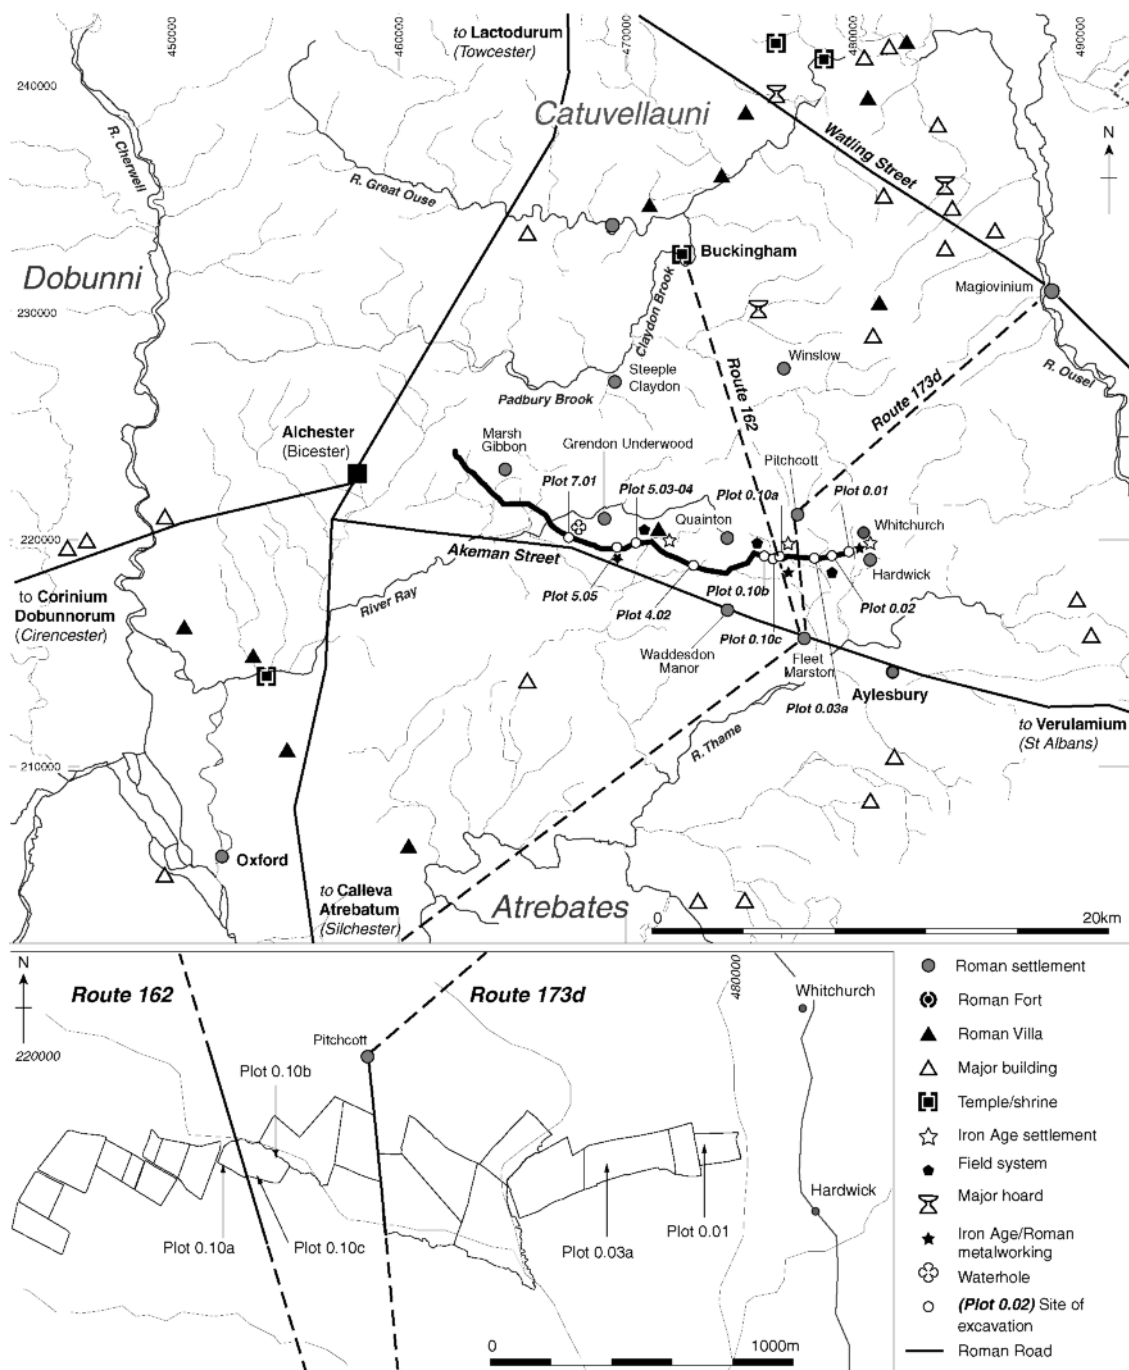 450000
460000
470000
480000
490000
to Lactodurum
(Towcester)
240000
Catuvellauni
N
R. Cherwell
Watling Street
R. Great Ouse
Dobunni
Buckingham
Magiovinium
230000
Claydon Brook
Winslow
Steeple
Claydon
Route 162
Route 173d
R. Ousel
Padbury Brook
Alchester
(Bicester)
Marsh
Gibbon
Grendon Underwood
Pitchcott
Plot 7.01
Plot 5.03-04
Plot 0.10a
Plot 0.01
Quainton
Whitchurch
220000
Akeman Street
Hardwick
to Corinium
Dobunnorum
(Cirencester)
River Ray
Plot 5.05
Plot 4.02
Plot 0.10b
Plot 0.02
Plot 0.10c
Waddesdon
Manor
Fleet
Marston
Aylesbury
Plot 0.03a
to Verulamium
(St Albans)
R. Thame
210000
Oxford
to Calleva
Atrebatum
(Silchester)
Atrebates
0
20km
N
Route 162
Route 173d
480000
Whitchurch
220000
Pitchcott
Plot 0.10b
Hardwick
Plot 0.10a
Plot 0.10c
Plot 0.03a
Plot 0.01
0
1000m
Roman settlement
Roman Fort
Roman Villa
Major building
Temple/shrine
Iron Age settlement
Field system
Major hoard
Iron Age/Roman
metalworking
Waterhole
(Plot 0.02) Site of
excavation
Roman Road